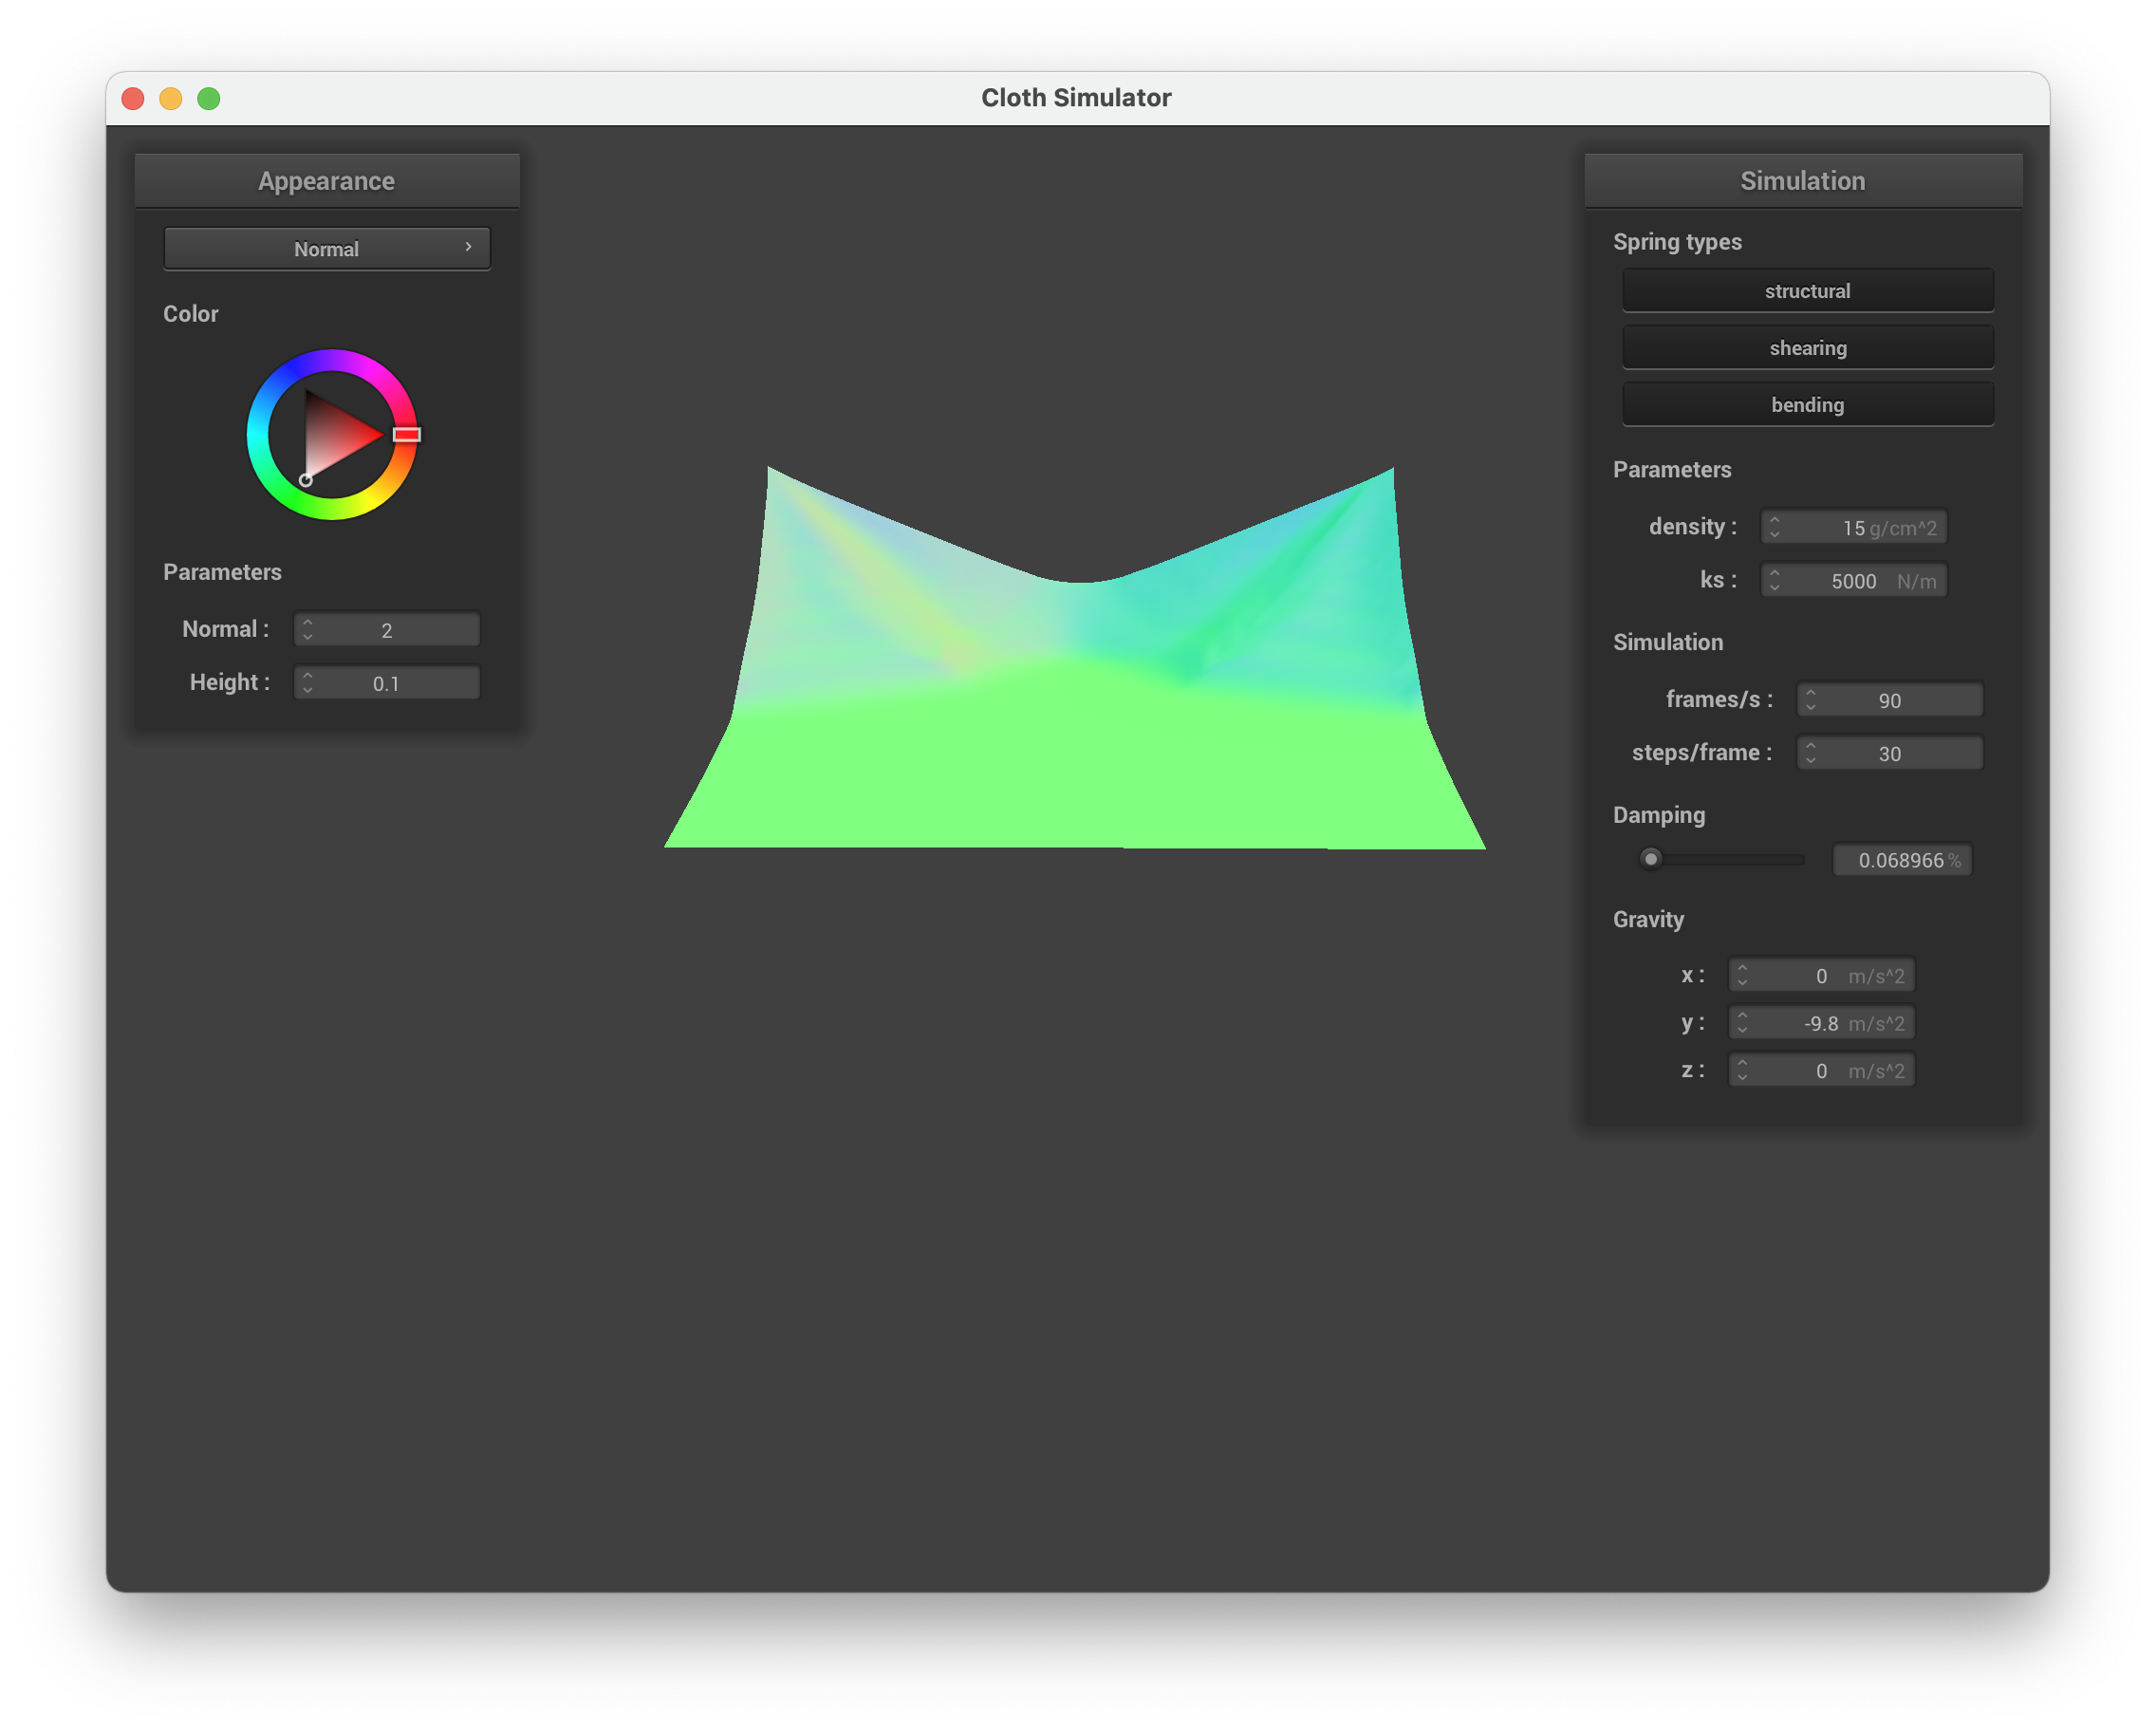 Cloth Simulator
Appearance
Normal
Color
Parameters
Normal : 2
Height : 0.1
Simulation
Spring types
structural
shearing
bending
Parameters
density : 15 g/cm^2
ks : 5000 N/m
Simulation
frames/s : 90
steps/frame : 30
Damping
0.068966 %
Gravity
x : 0 m/s^2
y : -9.8 m/s^2
z : 0 m/s^2